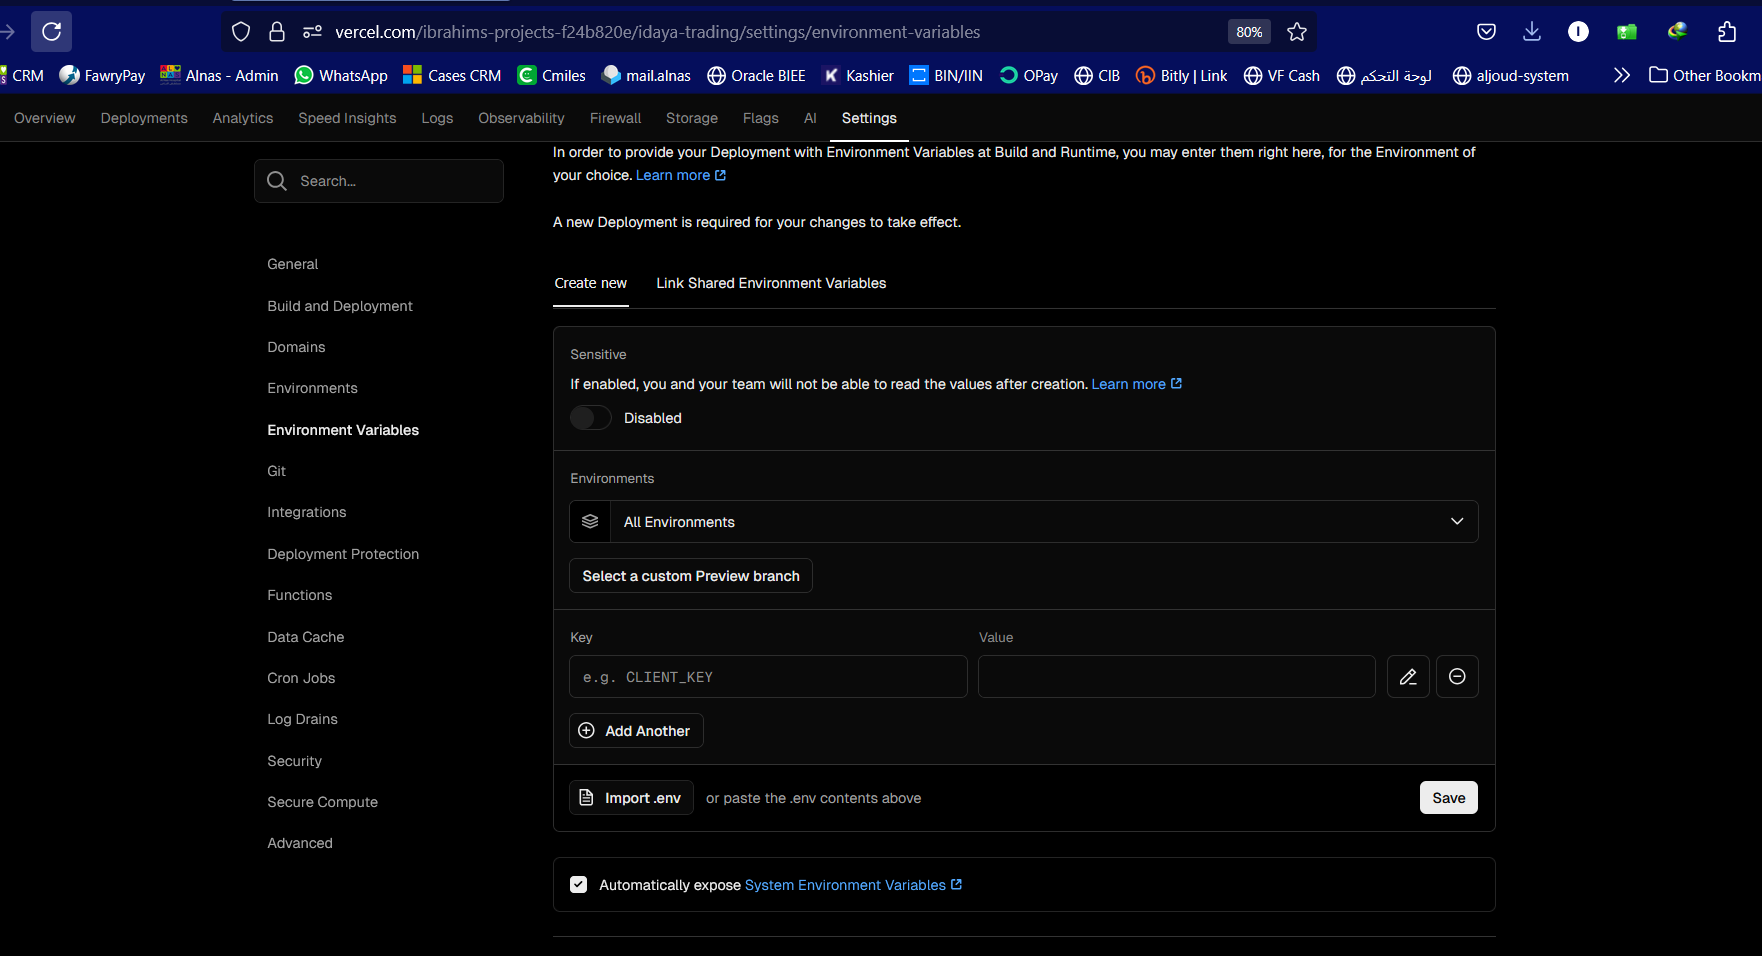 vercel.com/ibrahims-projects-f24b820e/idaya-trading/settings/environment-variables 80%
CRM FawryPay Alnas - Admin WhatsApp Cases CRM Cmiles mail.alnas Oracle BIEE Kashier BIN/IIN OPay CIB Bitly | Link VF Cash لوحة التحكم aljoud-system Other Bookm
Overview Deployments Analytics Speed Insights Logs Observability Firewall Storage Flags AI Settings
In order to provide your Deployment with Environment Variables at Build and Runtime, you may enter them right here, for the Environment of
your choice. Learn more
A new Deployment is required for your changes to take effect.
Search...
General
Build and Deployment
Domains
Environments
Environment Variables
Git
Integrations
Deployment Protection
Functions
Data Cache
Cron Jobs
Log Drains
Security
Secure Compute
Advanced
Create new Link Shared Environment Variables
Sensitive
If enabled, you and your team will not be able to read the values after creation. Learn more
Disabled
Environments
All Environments
Select a custom Preview branch
Key Value
e.g. CLIENT_KEY
Add Another
Import .env or paste the .env contents above Save
Automatically expose System Environment Variables